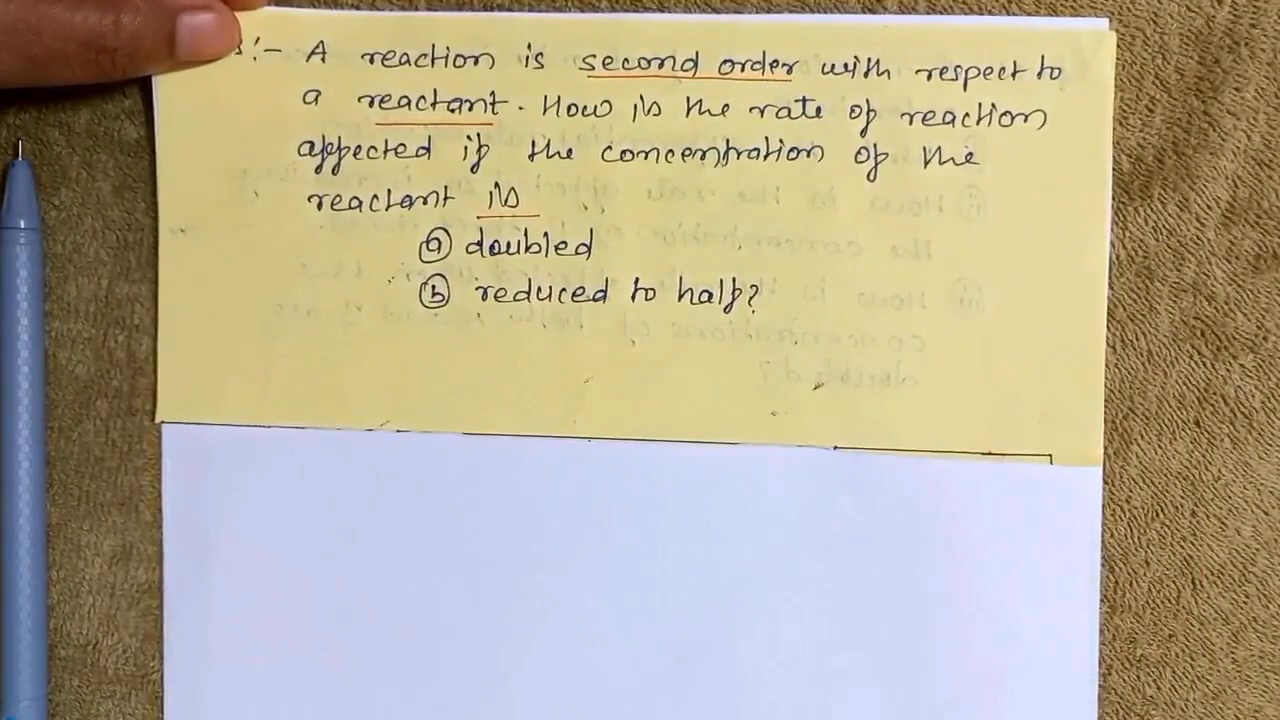 3:- A reaction is second order with respect to
a reactant. How is the rate of reaction
affected if the concentration of the
reactant is
(a) doubled
(b) reduced to half?